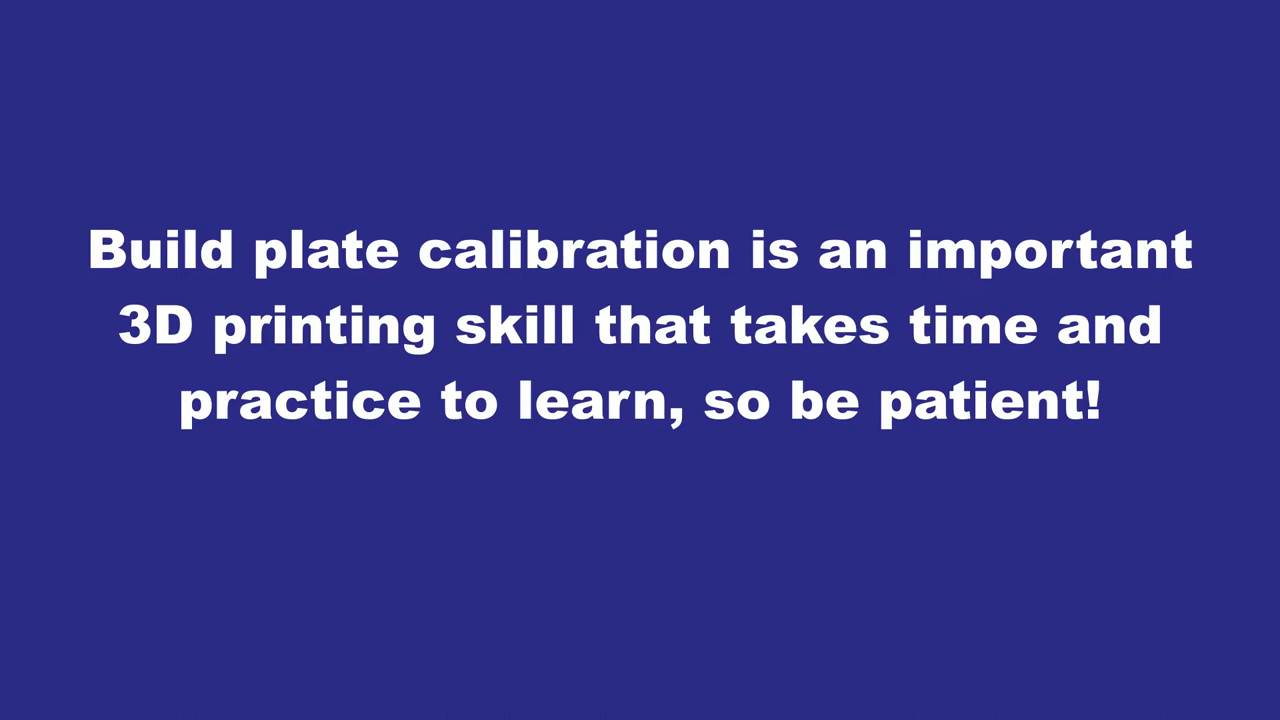 Build plate calibration is an important
3D printing skill that takes time and
practice to learn, so be patient!